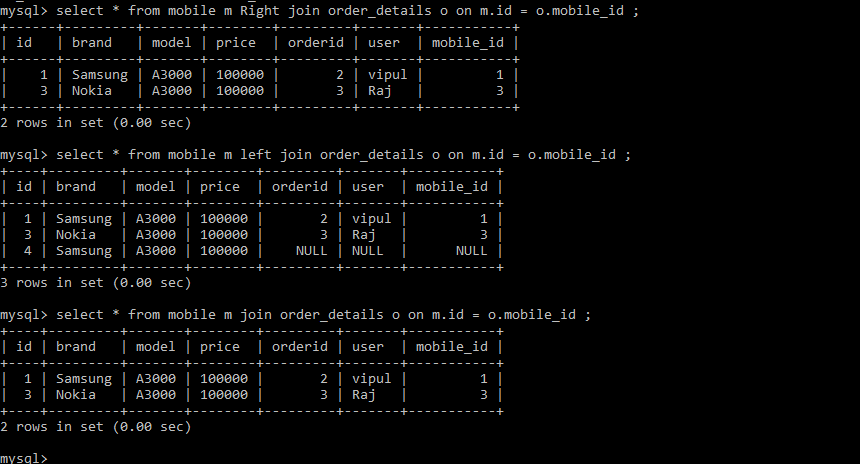 mysql> select * from mobile m Right join order_details o on m.id = o.mobile_id ;
+------+---------+-------+--------+---------+-------+-----------+
| id   | brand   | model | price  | orderid | user  | mobile_id |
+------+---------+-------+--------+---------+-------+-----------+
|    1 | Samsung | A3000 | 100000 |       2 | vipul |         1 |
|    3 | Nokia   | A3000 | 100000 |       3 | Raj   |         3 |
+------+---------+-------+--------+---------+-------+-----------+
2 rows in set (0.00 sec)
mysql> select * from mobile m left join order_details o on m.id = o.mobile_id ;
+----+---------+-------+--------+---------+-------+-----------+
| id | brand   | model | price  | orderid | user  | mobile_id |
+----+---------+-------+--------+---------+-------+-----------+
|  1 | Samsung | A3000 | 100000 |       2 | vipul |         1 |
|  3 | Nokia   | A3000 | 100000 |       3 | Raj   |         3 |
|  4 | Samsung | A3000 | 100000 |    NULL | NULL  |      NULL |
+----+---------+-------+--------+---------+-------+-----------+
3 rows in set (0.00 sec)
mysql> select * from mobile m join order_details o on m.id = o.mobile_id ;
+----+---------+-------+--------+---------+-------+-----------+
| id | brand   | model | price  | orderid | user  | mobile_id |
+----+---------+-------+--------+---------+-------+-----------+
|  1 | Samsung | A3000 | 100000 |       2 | vipul |         1 |
|  3 | Nokia   | A3000 | 100000 |       3 | Raj   |         3 |
+----+---------+-------+--------+---------+-------+-----------+
2 rows in set (0.00 sec)
mysql>